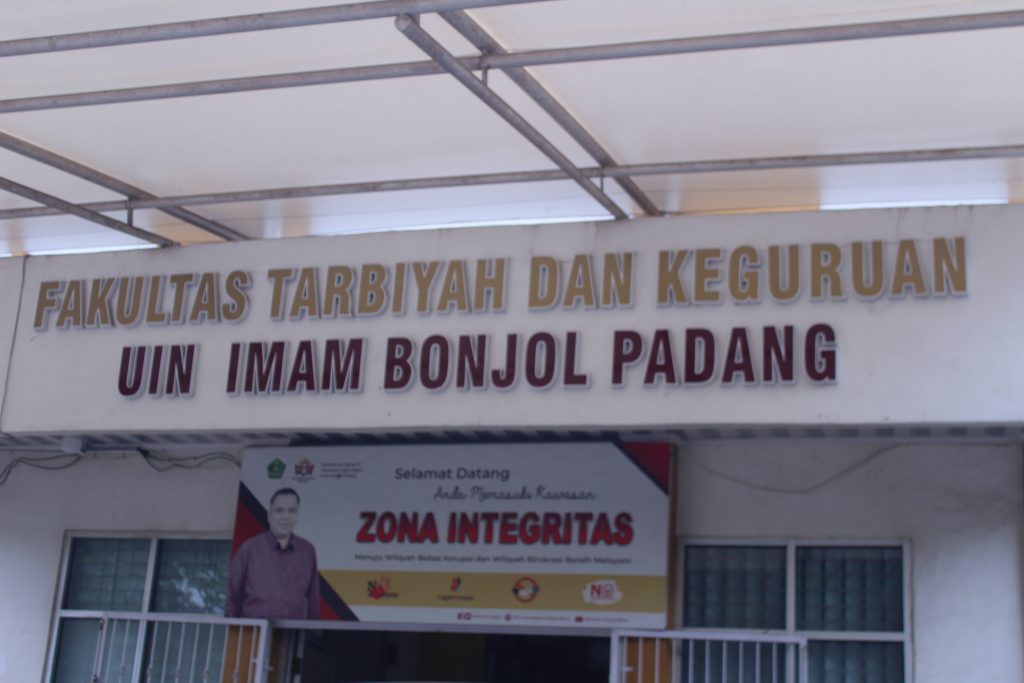 FAKULTAS TARBIYAH DAN KEGURUAN
UIN IMAM BONJOL PADANG
Selamat Datang
Anda Memasuki Kawasan
ZONA INTEGRITAS
Menuju Wilayah Bebas Korupsi dan Wilayah Birokrasi Bersih Melayani